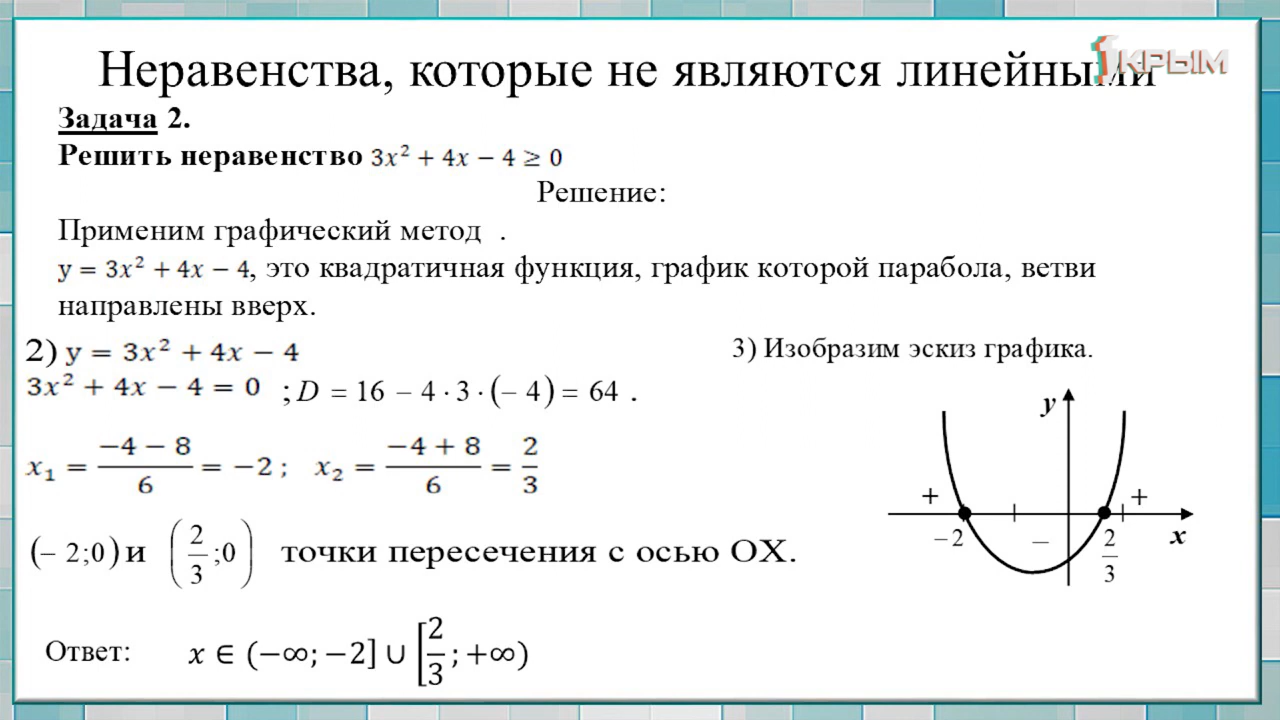 Неравенства, которые не являются линейными
1КРЫМ
Задача 2.
Решить неравенство 3x² + 4x − 4 ≥ 0
Решение:
Применим графический метод .
y = 3x² + 4x − 4, это квадратичная функция, график которой парабола, ветви
направлены вверх.
2) y = 3x² + 4x − 4
3x² + 4x − 4 = 0 ; D = 16 − 4 · 3 · (− 4) = 64 .
x₁ = (−4 − 8)/6 = −2 ; x₂ = (−4 + 8)/6 = 2/3
(− 2;0) и (2/3 ;0) точки пересечения с осью ОХ.
3) Изобразим эскиз графика.
y
+ +
−2 − 2/3 x
Ответ: x ∈ (−∞; −2] ∪ [2/3 ; +∞)